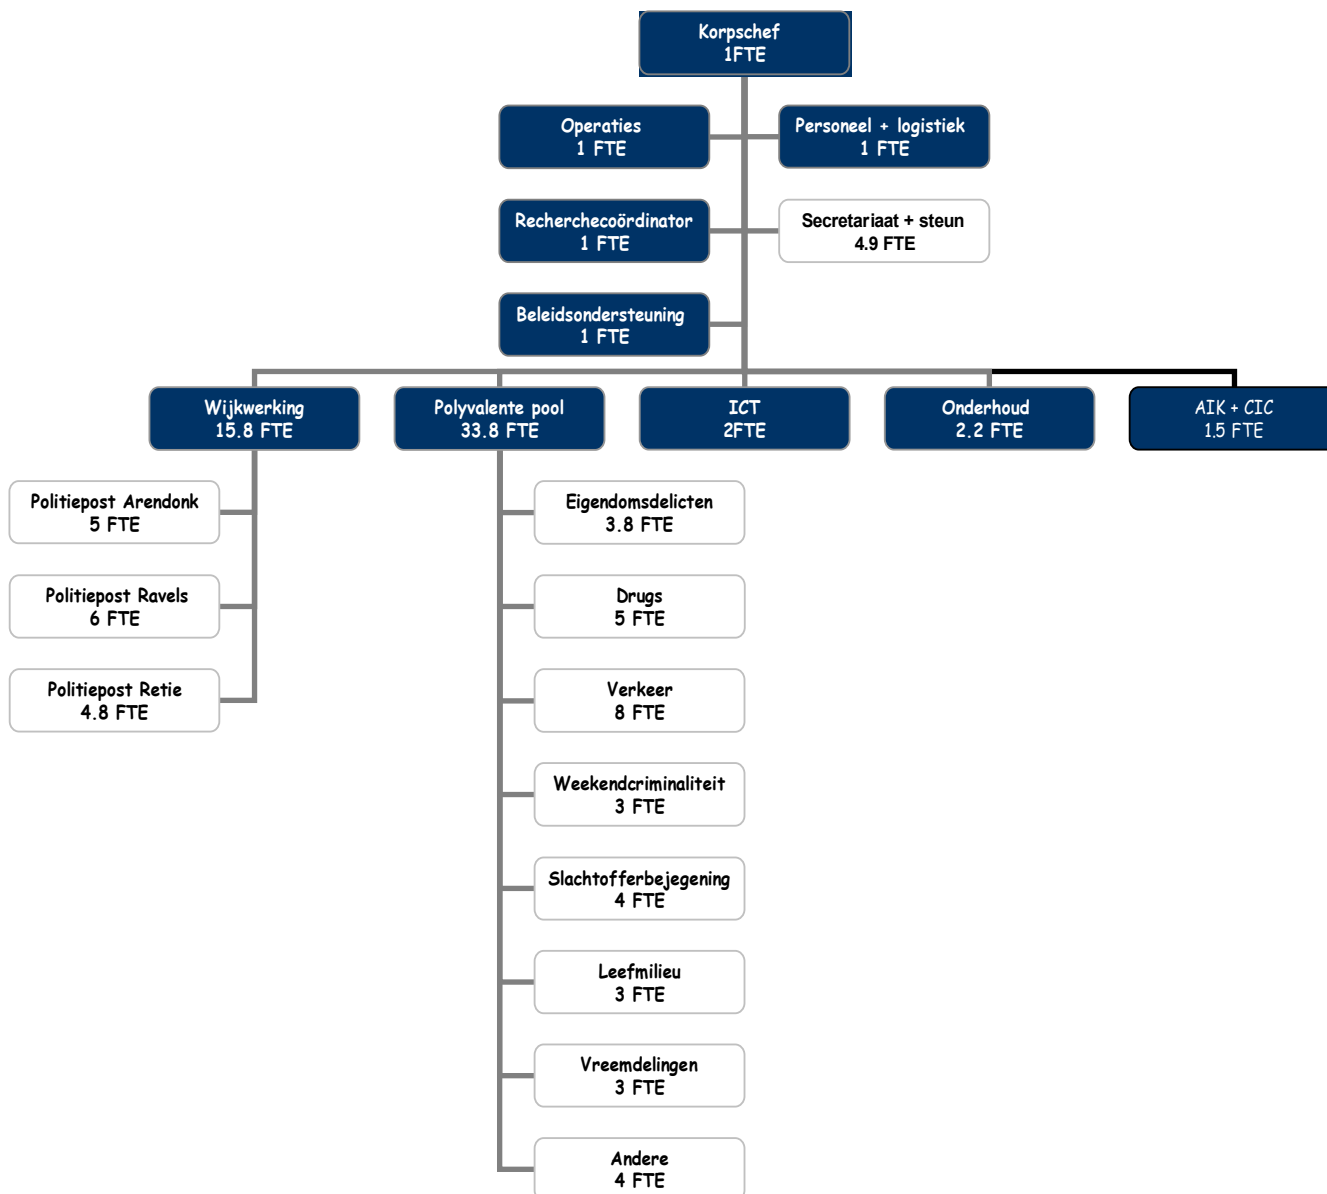 Korpschef
1FTE
Operaties
1 FTE
Personeel + logistiek
1 FTE
Recherchecoördinator
1 FTE
Secretariaat + steun
4.9 FTE
Beleidsondersteuning
1 FTE
Wijkwerking
15.8 FTE
Polyvalente pool
33.8 FTE
ICT
2FTE
Onderhoud
2.2 FTE
AIK + CIC
1.5 FTE
Politiepost Arendonk
5 FTE
Politiepost Ravels
6 FTE
Politiepost Retie
4.8 FTE
Eigendomsdelicten
3.8 FTE
Drugs
5 FTE
Verkeer
8 FTE
Weekendcriminaliteit
3 FTE
Slachtofferbejegening
4 FTE
Leefmilieu
3 FTE
Vreemdelingen
3 FTE
Andere
4 FTE